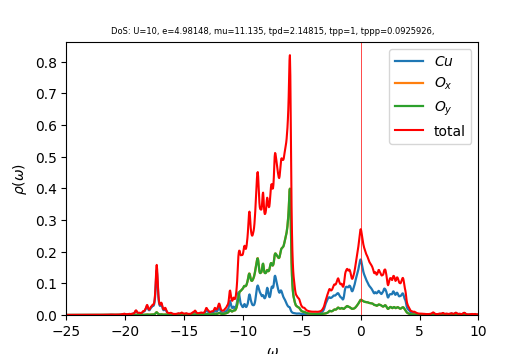 DoS: U=10, e=4.98148, mu=11.135, tpd=2.14815, tpp=1, tppp=0.0925926,
ρ(ω)
0.8
0.7
0.6
0.5
0.4
0.3
0.2
0.1
0.0
−25
−20
−15
−10
−5
0
5
10
ω
Cu
Oₓ
O_y
total